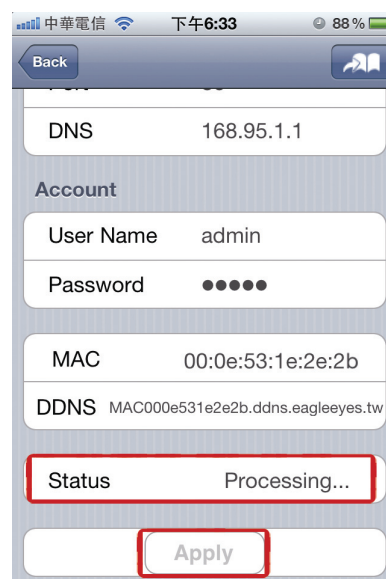 中華電信 下午6:33 88%
Back
DNS 168.95.1.1
Account
User Name admin
Password ●●●●●
MAC 00:0e:53:1e:2e:2b
DDNS MAC000e531e2e2b.ddns.eagleeyes.tw
Status Processing...
Apply